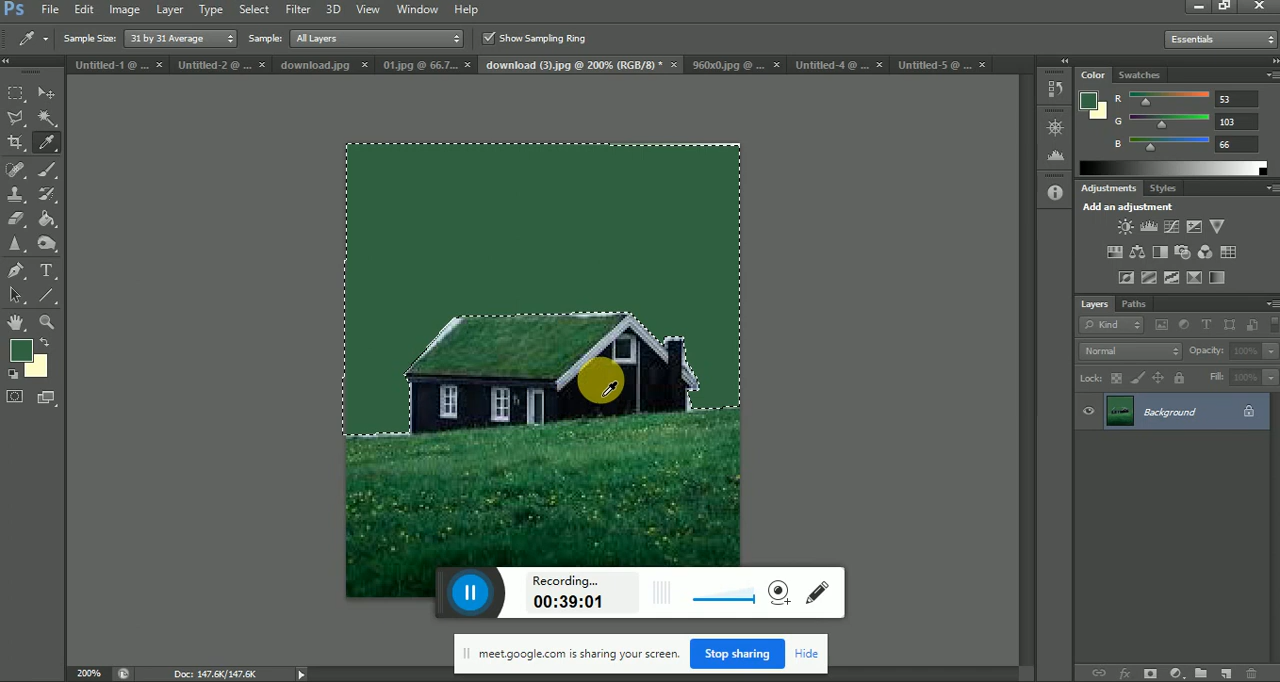 Ps File Edit Image Layer Type Select Filter 3D View Window Help
Sample Size: 31 by 31 Average Sample: All Layers Show Sampling Ring Essentials
Untitled-1 @ ... × Untitled-2 @ ... × download.jpg × 01.jpg @ 66.7... × download (3).jpg @ 200% (RGB/8) * × 960x0.jpg @ ... × Untitled-4 @ ... × Untitled-5 @ ... ×
Color Swatches
R 53
G 103
B 66
Adjustments Styles
Add an adjustment
Layers Paths
Kind
Normal Opacity: 100%
Lock: Fill: 100%
Background
Recording...
00:39:01
meet.google.com is sharing your screen. Stop sharing Hide
200% Doc: 147.6K/147.6K